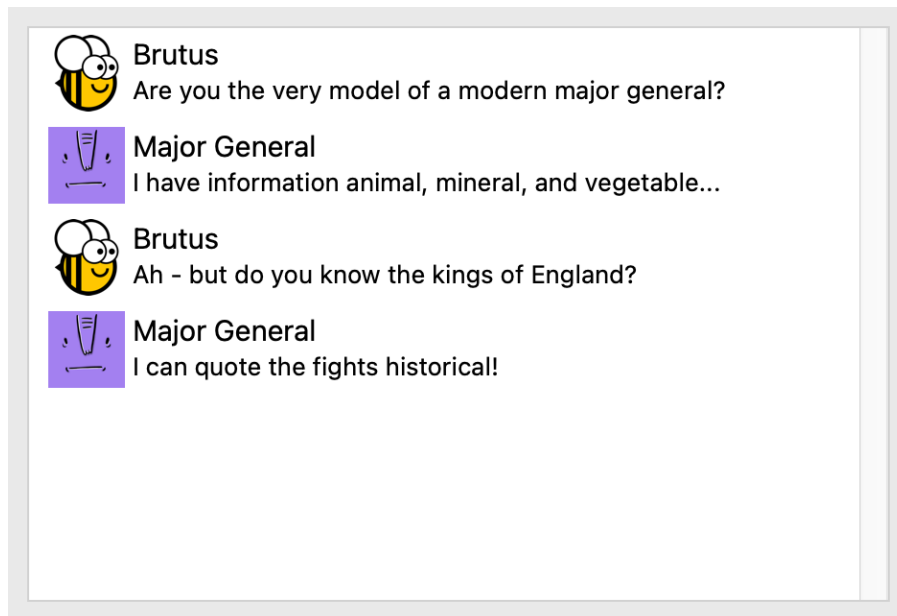 Brutus
Are you the very model of a modern major general?
Major General
I have information animal, mineral, and vegetable...
Brutus
Ah - but do you know the kings of England?
Major General
I can quote the fights historical!